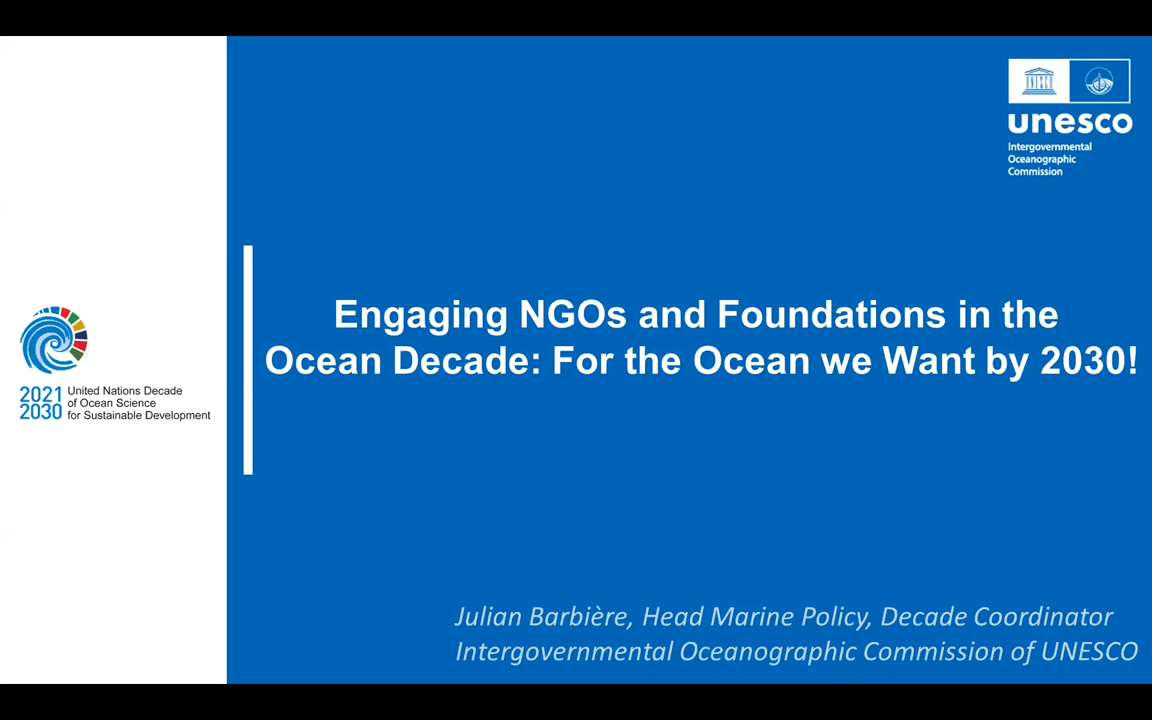 unesco
Intergovernmental
Oceanographic
Commission
Engaging NGOs and Foundations in the
Ocean Decade: For the Ocean we Want by 2030!
2021
2030
United Nations Decade
of Ocean Science
for Sustainable Development
Julian Barbière, Head Marine Policy, Decade Coordinator
Intergovernmental Oceanographic Commission of UNESCO